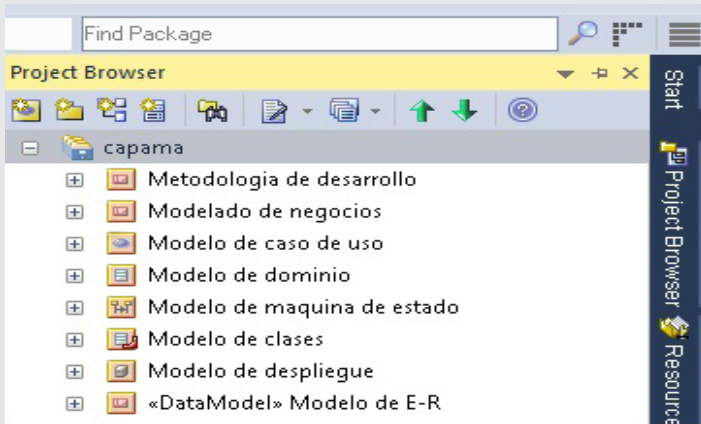 Find Package
Project Browser
capama
Metodologia de desarrollo
Modelado de negocios
Modelo de caso de uso
Modelo de dominio
Modelo de maquina de estado
Modelo de clases
Modelo de despliegue
«DataModel» Modelo de E-R
Start
Project Browser
Resource